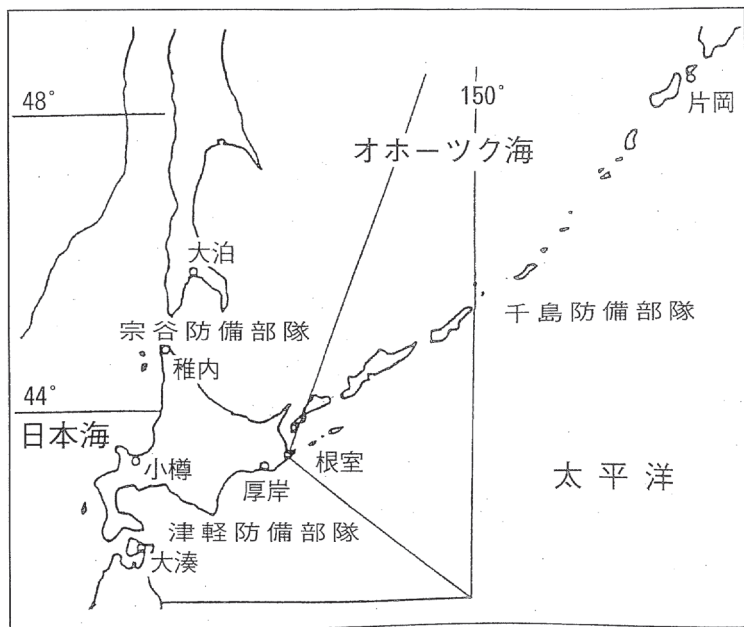 48°
150°
片岡
オホーツク海
大泊
千島防備部隊
宗谷防備部隊
稚内
44°
日本海
小樽
厚岸
根室
太平洋
津軽防備部隊
大湊